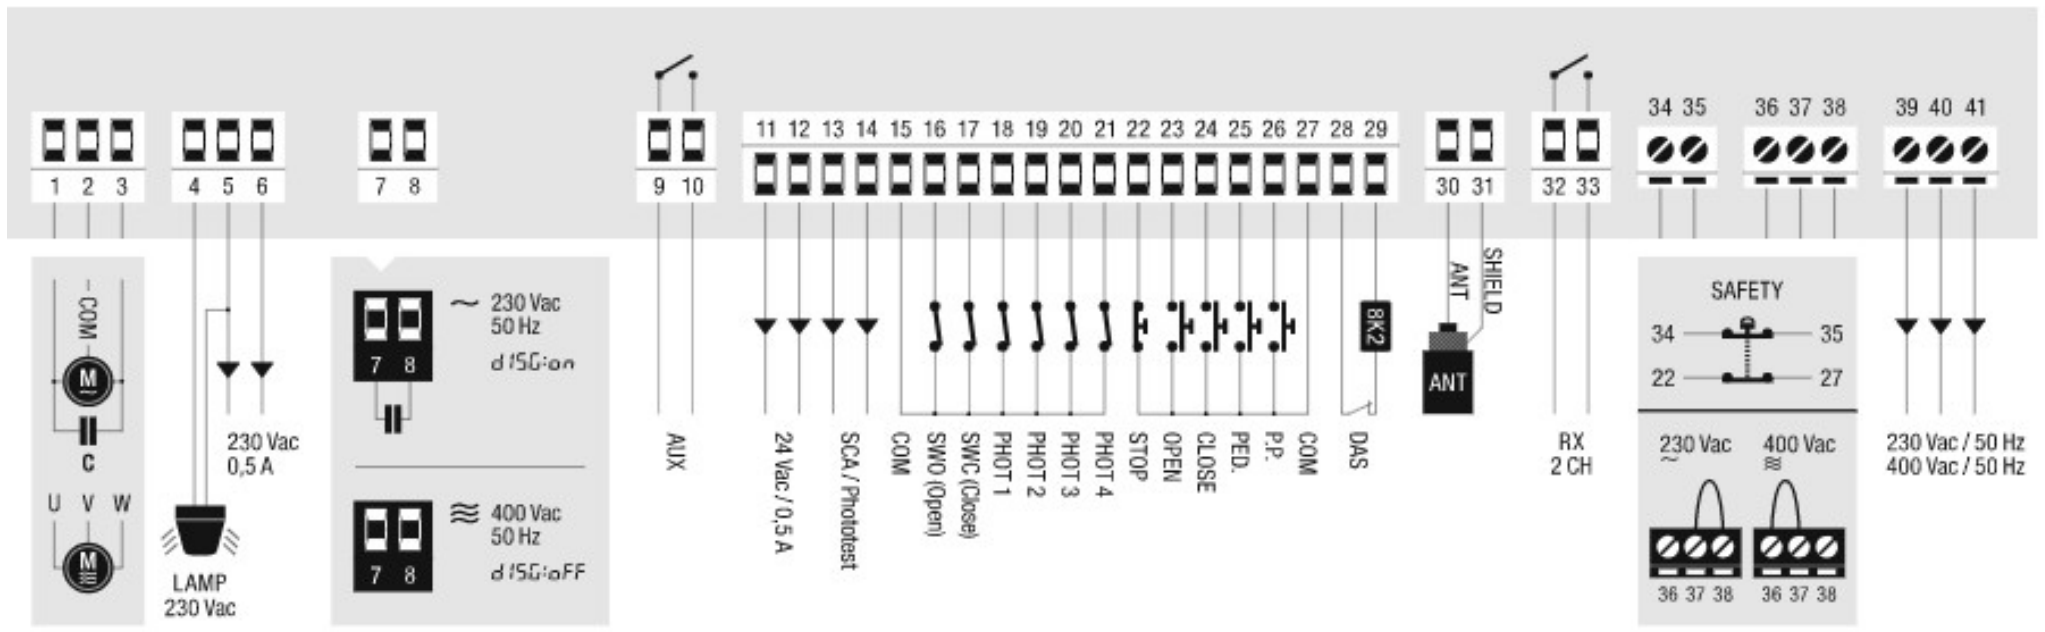 34 35
36 37 38
39 40 41
11 12 13 14 15 16 17 18 19 20 21 22 23 24 25 26 27 28 29
1 2 3
4 5 6
7 8
9 10
30 31
32 33
COM
M
~
C
U V W
M
LAMP
230 Vac
230 Vac
0,5 A
7 8
~ 230 Vac
50 Hz
d15G:on
7 8
400 Vac
50 Hz
d15G:oFF
AUX
24 Vac / 0,5 A
SCA / Phototest
COM
SWO (Open)
SWC (Close)
PHOT 1
PHOT 2
PHOT 3
PHOT 4
STOP
OPEN
CLOSE
PED.
P.P.
COM
DAS
8K2
ANT
SHIELD
ANT
RX
2 CH
SAFETY
34 35
22 27
230 Vac
~
400 Vac
36 37 38
36 37 38
230 Vac / 50 Hz
400 Vac / 50 Hz